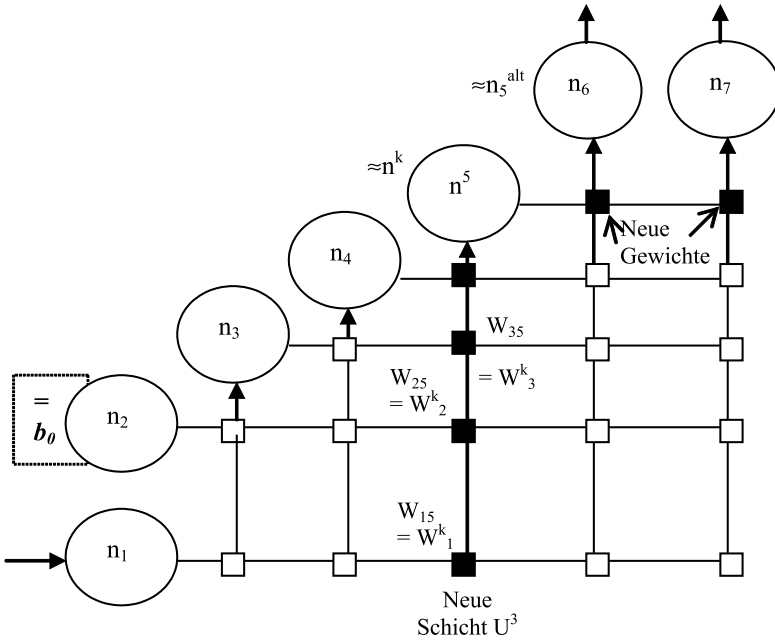 ≈n₅ᵃˡᵗ
n₆
n₇
≈nᵏ
n⁵
Neue
Gewichte
n₄
n₃
W₃₅
= Wᵏ₃
W₂₅
= Wᵏ₂
=
b₀
n₂
W₁₅
= Wᵏ₁
n₁
Neue
Schicht U³